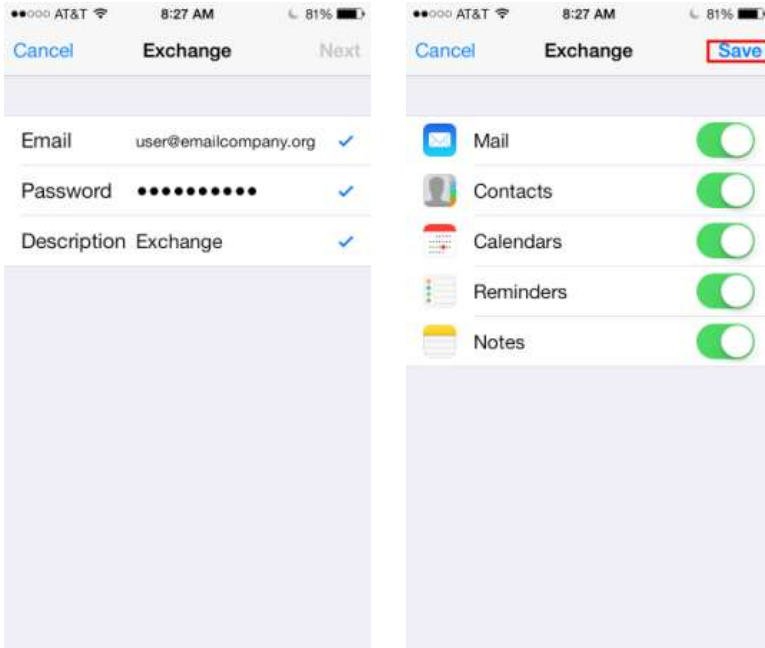 AT&T 8:27 AM 81%
Cancel Exchange Next
Email user@emailcompany.org
Password ●●●●●●●●●●
Description Exchange
AT&T 8:27 AM 81%
Cancel Exchange Save
Mail
Contacts
Calendars
Reminders
Notes